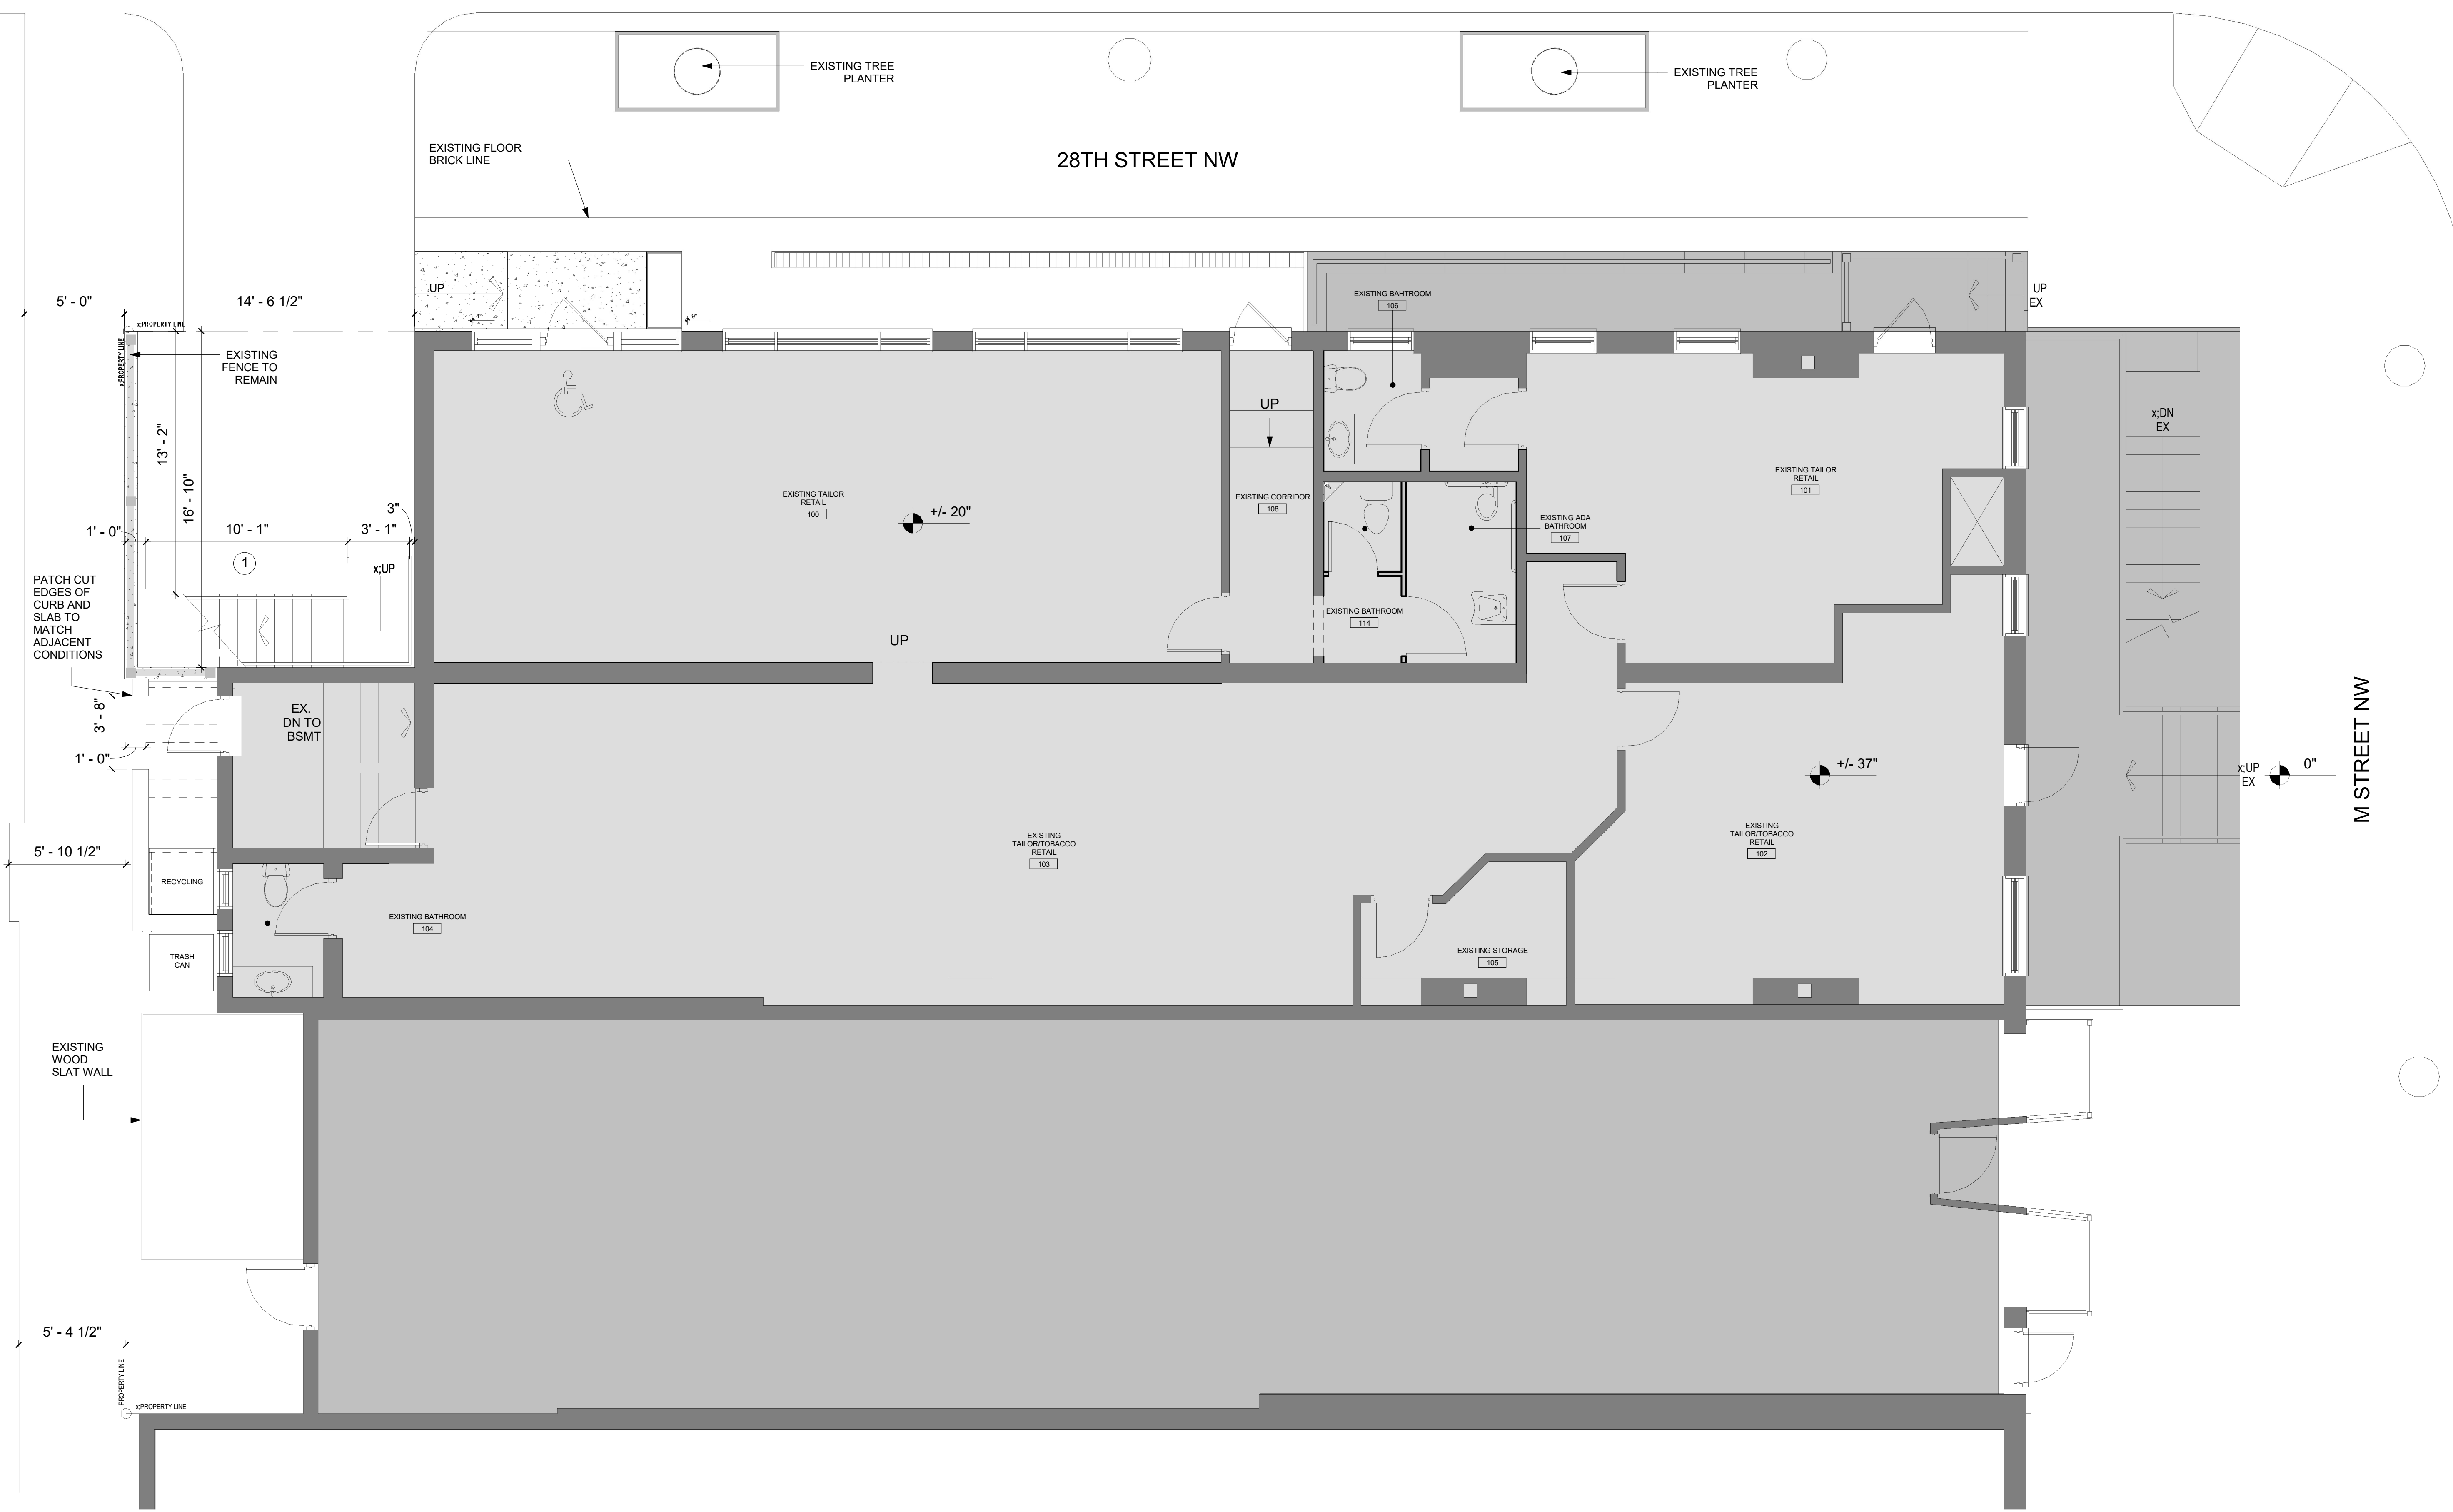 EXISTING TREE
PLANTER
EXISTING TREE
PLANTER
EXISTING FLOOR
BRICK LINE
28TH STREET NW
5' - 0"
14' - 6 1/2"
x;PROPERTY LINE
x;PROPERTY LINE
EXISTING
FENCE TO
REMAIN
UP
4"
9"
EXISTING BAHTROOM
106
UP
EX
13' - 2"
16' - 10"
1' - 0"
10' - 1"
3"
3' - 1"
1
x;UP
EXISTING TAILOR
RETAIL
100
+/- 20"
UP
EXISTING CORRIDOR
108
EXISTING ADA
BATHROOM
107
EXISTING TAILOR
RETAIL
101
x;DN
EX
EXISTING BATHROOM
114
UP
PATCH CUT
EDGES OF
CURB AND
SLAB TO
MATCH
ADJACENT
CONDITIONS
3' - 8"
1' - 0"
EX.
DN TO
BSMT
+/- 37"
x;UP
EX
0"
M STREET NW
EXISTING
TAILOR/TOBACCO
RETAIL
103
EXISTING
TAILOR/TOBACCO
RETAIL
102
5' - 10 1/2"
RECYCLING
EXISTING BATHROOM
104
TRASH
CAN
EXISTING STORAGE
105
EXISTING
WOOD
SLAT WALL
5' - 4 1/2"
PROPERTY LINE
x;PROPERTY LINE